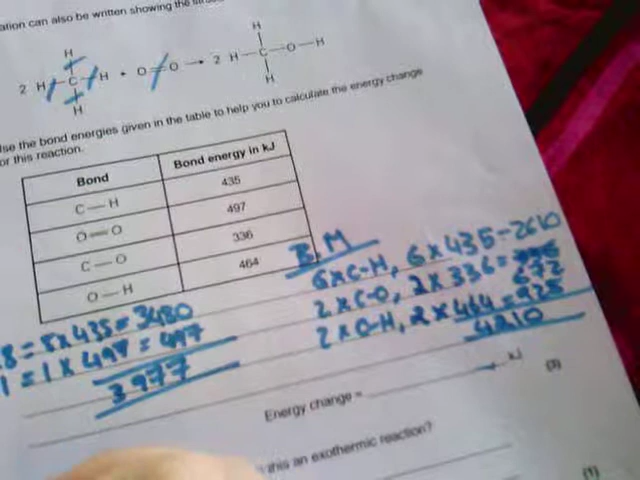 ation can also be written showing the
H H
2 H C H + O O → 2 H—C—O—H
H H
se the bond energies given in the table to help you to calculate the energy change
or this reaction.
Bond Bond energy in kJ
C—H 435
O=O 497
C—O 336
O—H 464
B.M
6×C-H, 6×435=2610
2×C-O, 2×336=
672
2×O-H, 2×464=928
4210
8=8×435=3480
1=1×497=497
3977
Energy change = kJ
(3)
this an exothermic reaction?
(1)